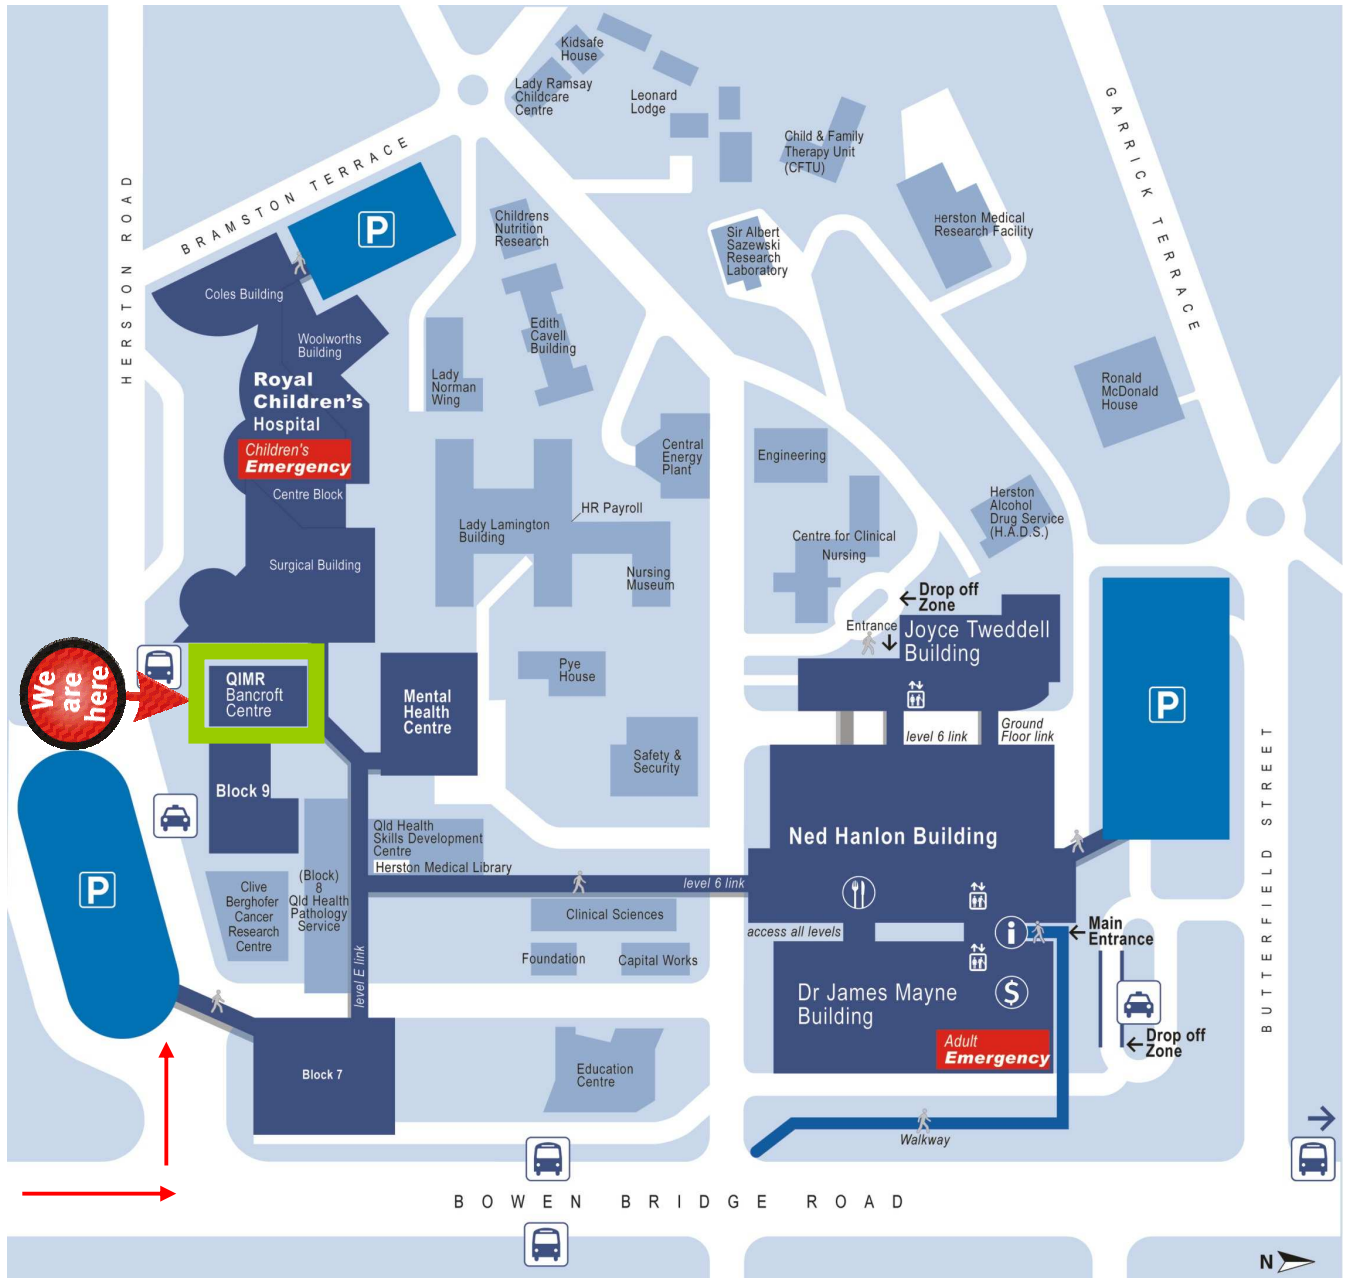 Kidsafe
House
Lady Ramsay
Childcare
Centre
Leonard
Lodge
Child & Family
Therapy Unit
(CFTU)
GARRICK TERRACE
HERSTON ROAD
BRAMSTON TERRACE
P
Childrens
Nutrition
Research
Sir Albert
Sazewski
Research
Laboratory
Herston Medical
Research Facility
Coles Building
Woolworths
Building
Edith
Cavell
Building
Lady
Norman
Wing
Royal
Children's
Hospital
Children's
Emergency
Centre Block
Surgical Building
Ronald
McDonald
House
Central
Energy
Plant
Engineering
HR Payroll
Lady Lamington
Building
Nursing
Museum
Centre for Clinical
Nursing
Herston
Alcohol
Drug Service
(H.A.D.S.)
Drop off
Zone
Entrance
Joyce Tweddell
Building
We
are
here
QIMR
Bancroft
Centre
Mental
Health
Centre
Pye
House
Safety &
Security
level 6 link
Ground
Floor link
P
BUTTERFIELD STREET
Block 9
Qld Health
Skills Development
Centre
Herston Medical Library
Ned Hanlon Building
P
Clive
Berghofer
Cancer
Research
Centre
(Block)
8
Qld Health
Pathology
Service
level 6 link
Clinical Sciences
access all levels
i
Main
Entrance
Foundation
Capital Works
level E link
Dr James Mayne
Building
$
Adult
Emergency
Drop off
Zone
Block 7
Education
Centre
Walkway
BOWEN BRIDGE ROAD
N